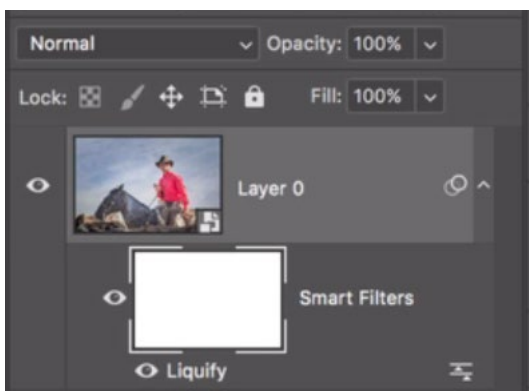 Normal Opacity: 100%
Lock: Fill: 100%
Layer 0
Smart Filters
Liquify